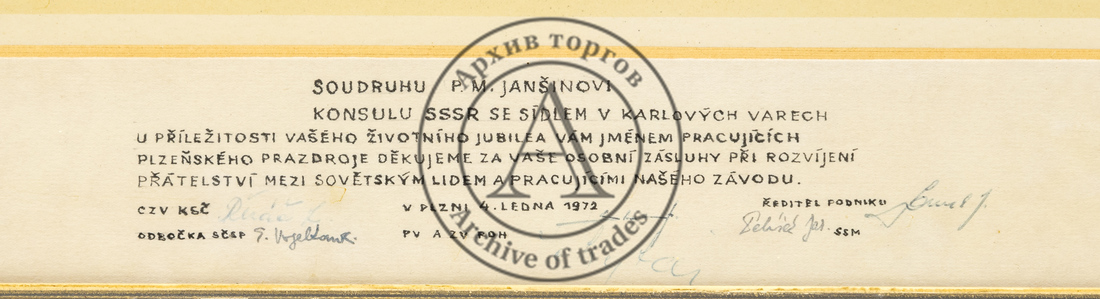 Архив торгов
SOUDRUHU P. M. JANŠINOVI
KONSULU SSSR SE SÍDLEM V KARLOVÝCH VARECH
U PŘÍLEŽITOSTI VAŠÉHO ŽIVOTNÍHO JUBILEA VÁM JMÉNEM PRACUJÍCÍCH
PLZEŇSKÉHO PRAZDROJE DĚKUJEME ZA VAŠE OSOBNÍ ZÁSLUHY PŘI ROZVÍJENÍ
PŘÁTELSTVÍ MEZI SOVĚTSKÝM LIDEM A PRACUJÍCÍMI NAŠEHO ZÁVODU.
CZV KSČ V PLZNI 4. LEDNA 1972 ŘEDITEL PODNIKU
ODBOČKA SČSP PV A ZV ROH SSM
A
Archive of trades